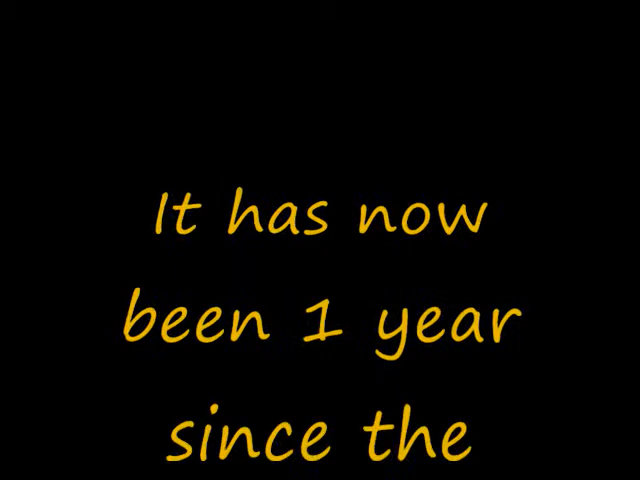 It has now
been 1 year
since the